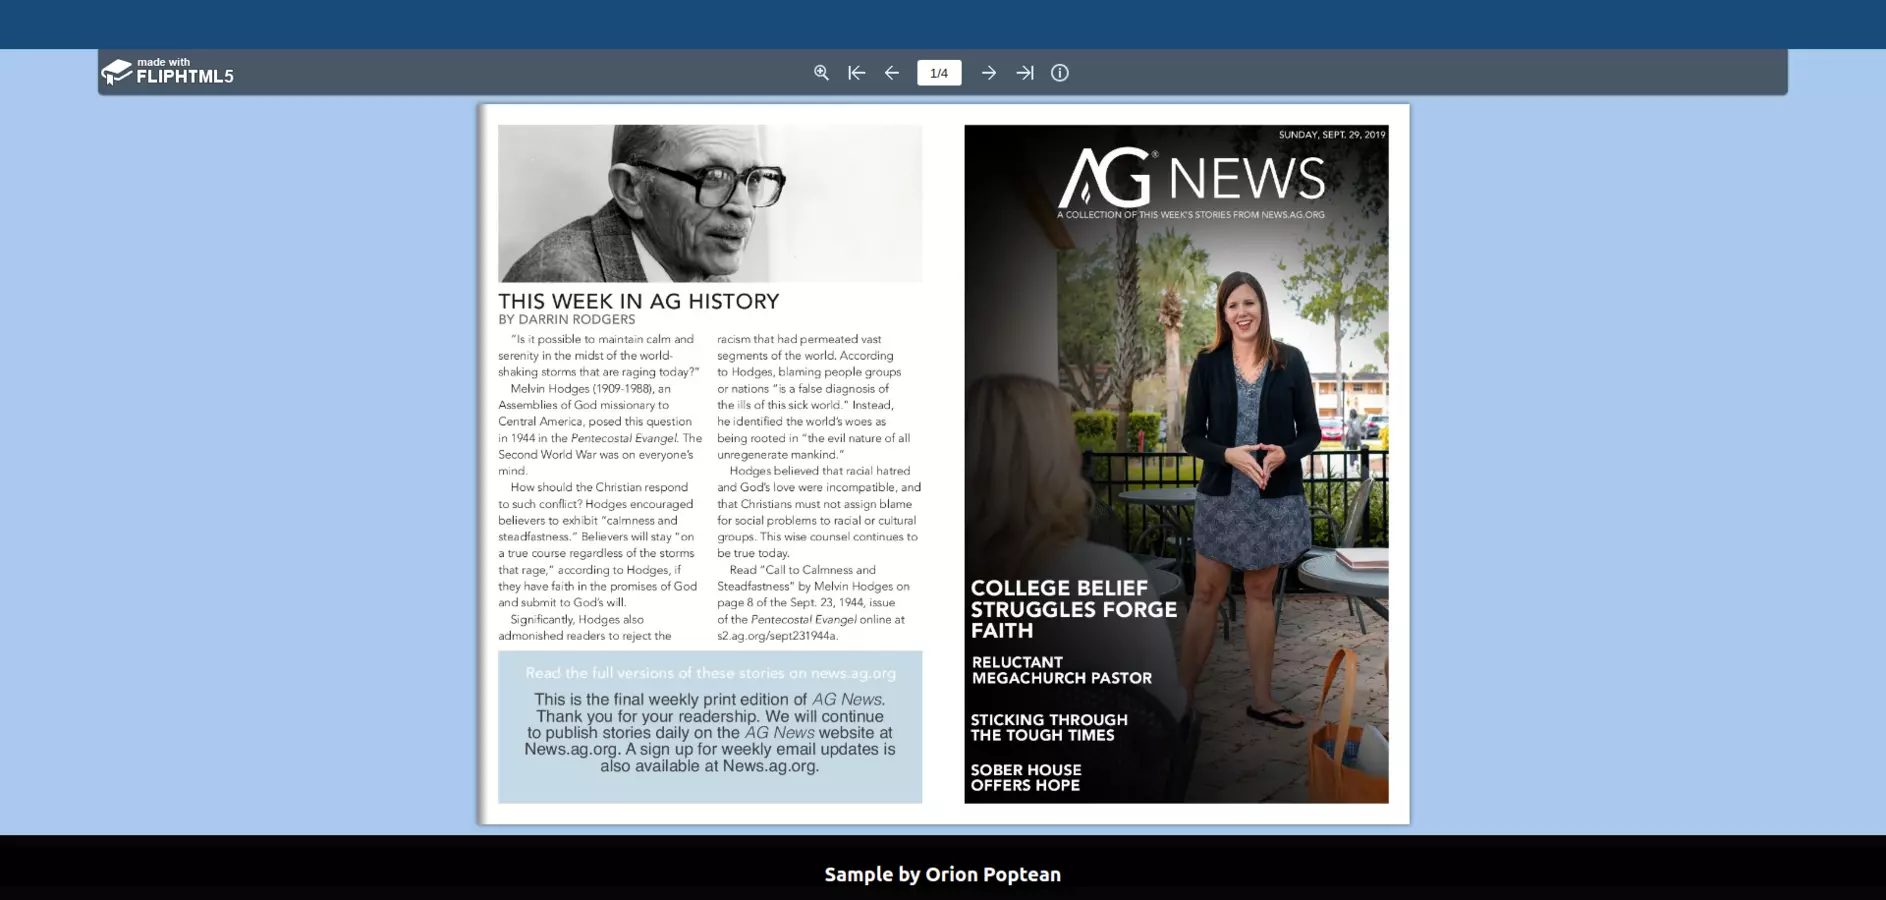 made with
FLIPHTML5
1/4
THIS WEEK IN AG HISTORY
BY DARRIN RODGERS
“Is it possible to maintain calm and
serenity in the midst of the world-
shaking storms that are raging today?”
Melvin Hodges (1909-1988), an
Assemblies of God missionary to
Central America, posed this question
in 1944 in the Pentecostal Evangel. The
Second World War was on everyone’s
mind.
How should the Christian respond
to such conflict? Hodges encouraged
believers to exhibit “calmness and
steadfastness.” Believers will stay “on
a true course regardless of the storms
that rage,” according to Hodges, if
they have faith in the promises of God
and submit to God’s will.
Significantly, Hodges also
admonished readers to reject the
racism that had permeated vast
segments of the world. According
to Hodges, blaming people groups
or nations “is a false diagnosis of
the ills of this sick world.” Instead,
he identified the world’s woes as
being rooted in “the evil nature of all
unregenerate mankind.”
Hodges believed that racial hatred
and God’s love were incompatible, and
that Christians must not assign blame
for social problems to racial or cultural
groups. This wise counsel continues to
be true today.
Read “Call to Calmness and
Steadfastness” by Melvin Hodges on
page 8 of the Sept. 23, 1944, issue
of the Pentecostal Evangel online at
s2.ag.org/sept231944a.
Read the full versions of these stories on news.ag.org
This is the final weekly print edition of AG News.
Thank you for your readership. We will continue
to publish stories daily on the AG News website at
News.ag.org. A sign up for weekly email updates is
also available at News.ag.org.
SUNDAY, SEPT. 29, 2019
AG® NEWS
A COLLECTION OF THIS WEEK'S STORIES FROM NEWS.AG.ORG
COLLEGE BELIEF
STRUGGLES FORGE
FAITH
RELUCTANT
MEGACHURCH PASTOR
STICKING THROUGH
THE TOUGH TIMES
SOBER HOUSE
OFFERS HOPE
Sample by Orion Poptean